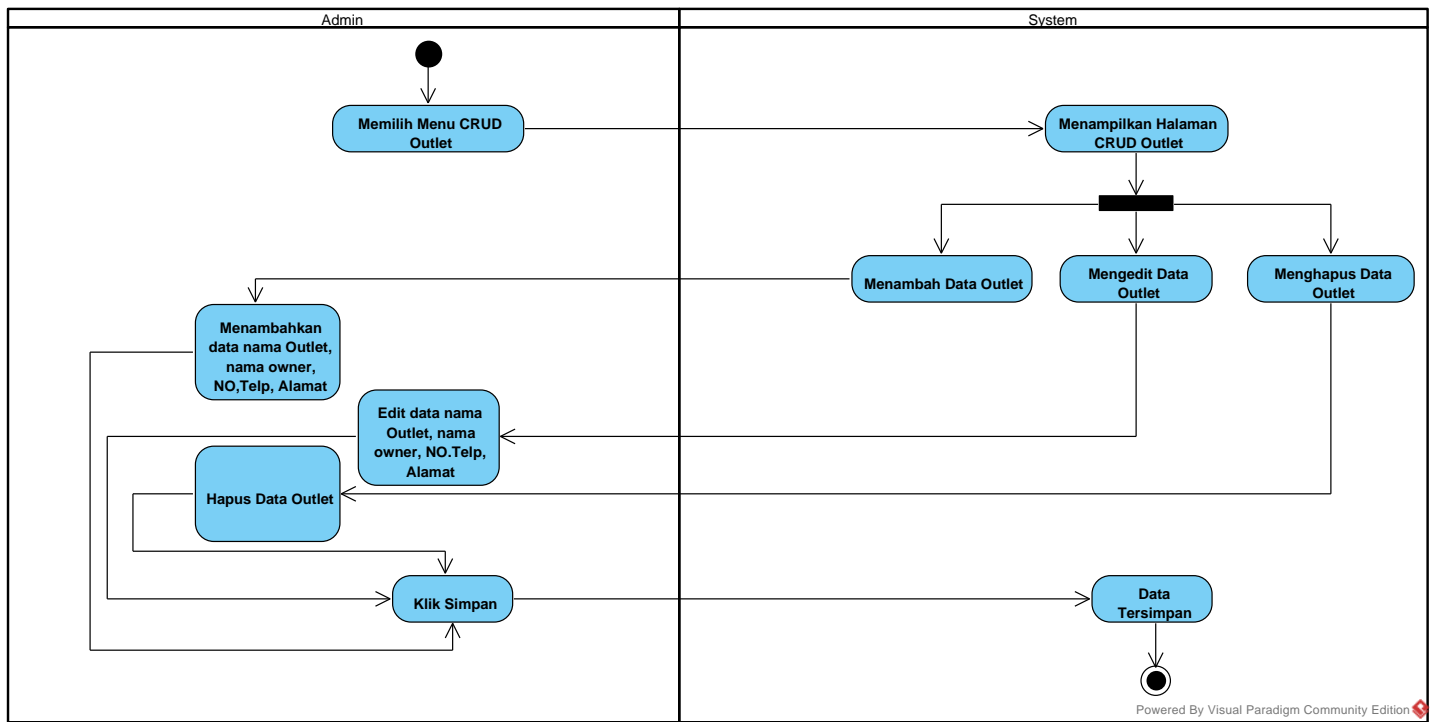 Admin
System
Memilih Menu CRUD
Outlet
Menampilkan Halaman
CRUD Outlet
Menambah Data Outlet
Mengedit Data
Outlet
Menghapus Data
Outlet
Menambahkan
data nama Outlet,
nama owner,
NO,Telp, Alamat
Edit data nama
Outlet, nama
owner, NO.Telp,
Alamat
Hapus Data Outlet
Klik Simpan
Data
Tersimpan
Powered By Visual Paradigm Community Edition